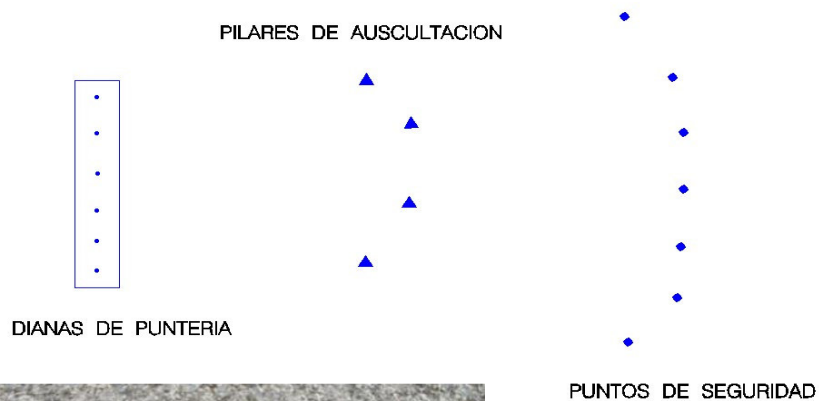 PILARES DE AUSCULTACION
DIANAS DE PUNTERIA
PUNTOS DE SEGURIDAD